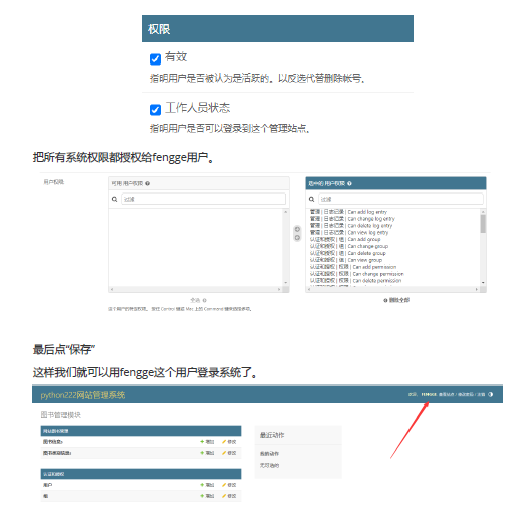 权限
有效
指明用户是否被认为是活跃的。以反选代替删除帐号。
工作人员状态
指明用户是否可以登录到这个管理站点。
把所有系统权限都授权给fengge用户。
用户权限
可用 用户权限
选中的 用户权限
过滤
过滤
管理 | 日志记录 | Can add log entry
管理 | 日志记录 | Can change log entry
管理 | 日志记录 | Can delete log entry
管理 | 日志记录 | Can view log entry
认证和授权 | 组 | Can add group
认证和授权 | 组 | Can change group
认证和授权 | 组 | Can delete group
认证和授权 | 组 | Can view group
认证和授权 | 权限 | Can add permission
认证和授权 | 权限 | Can change permission
认证和授权 | 权限 | Can delete permission
全选
删除全部
最后点“保存”
这样我们就可以用fengge这个用户登录系统了。
python222网站管理系统
欢迎, FENGGE
图书管理模块
网站图书管理
图书信息: 增加 修改
图书类别信息: 增加 修改
认证和授权
用户 增加 修改
组 增加 修改
最近动作
我的动作
无可选的